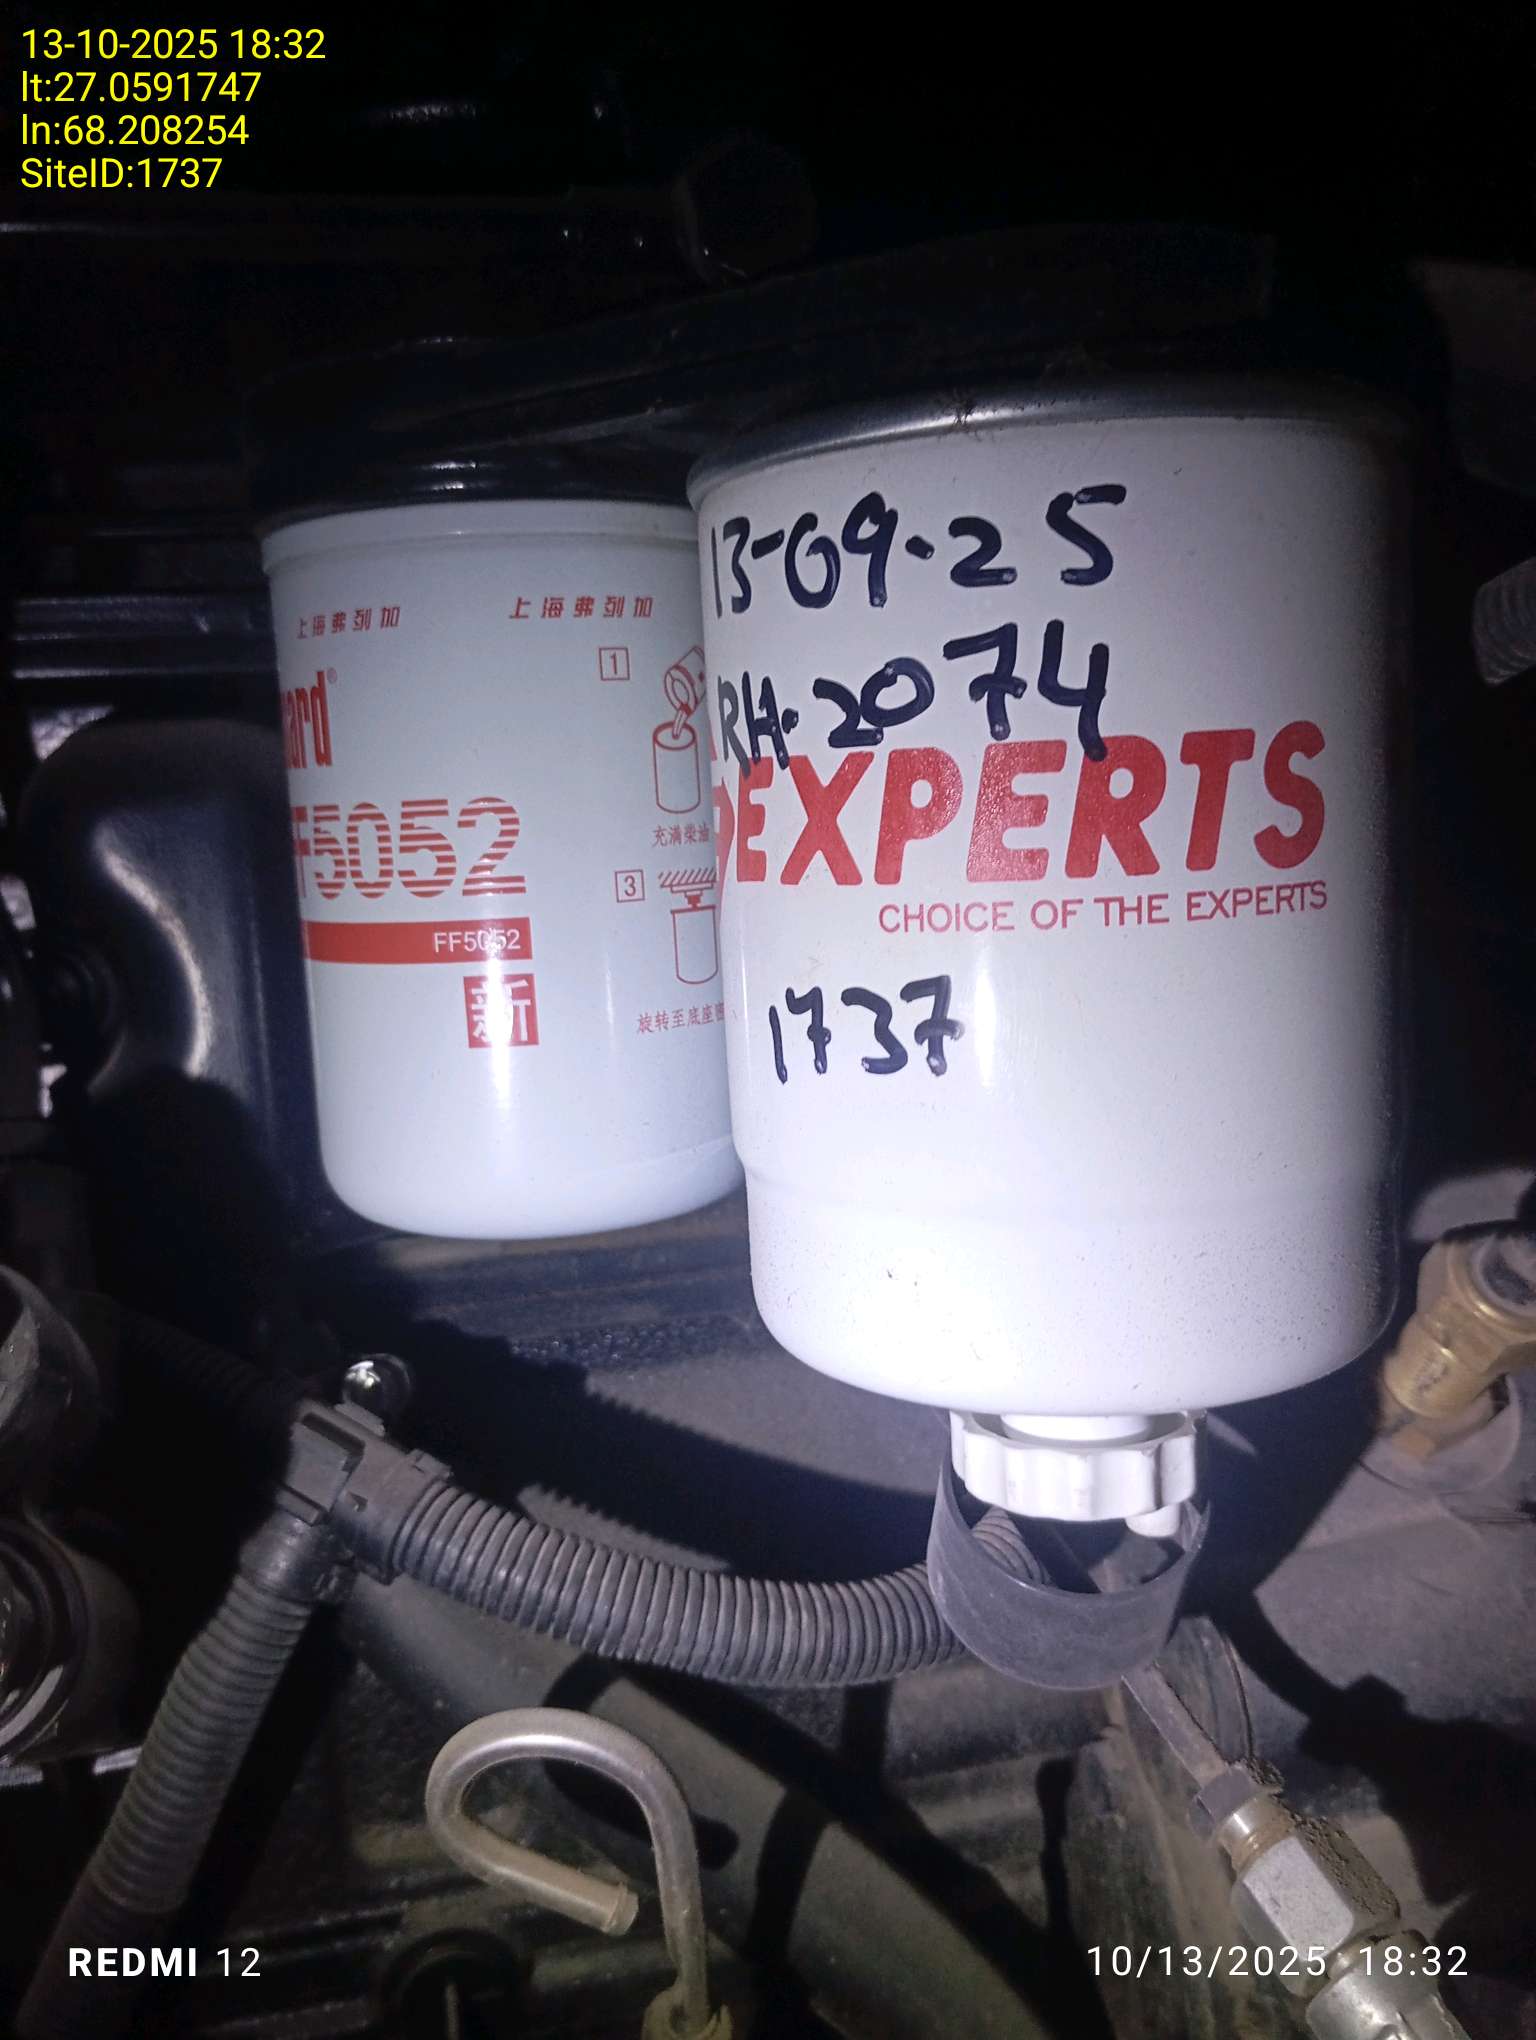 13-10-2025 18:32
lt:27.0591747
ln:68.208254
SiteID:1737
上海弗列加
上海弗列加
1
uard®
F5052
充满柴油
3
FF5052
新
旋转至底座
13-09-25
RH-2074
EXPERTS
CHOICE OF THE EXPERTS
1737
REDMI 12
10/13/2025 18:32